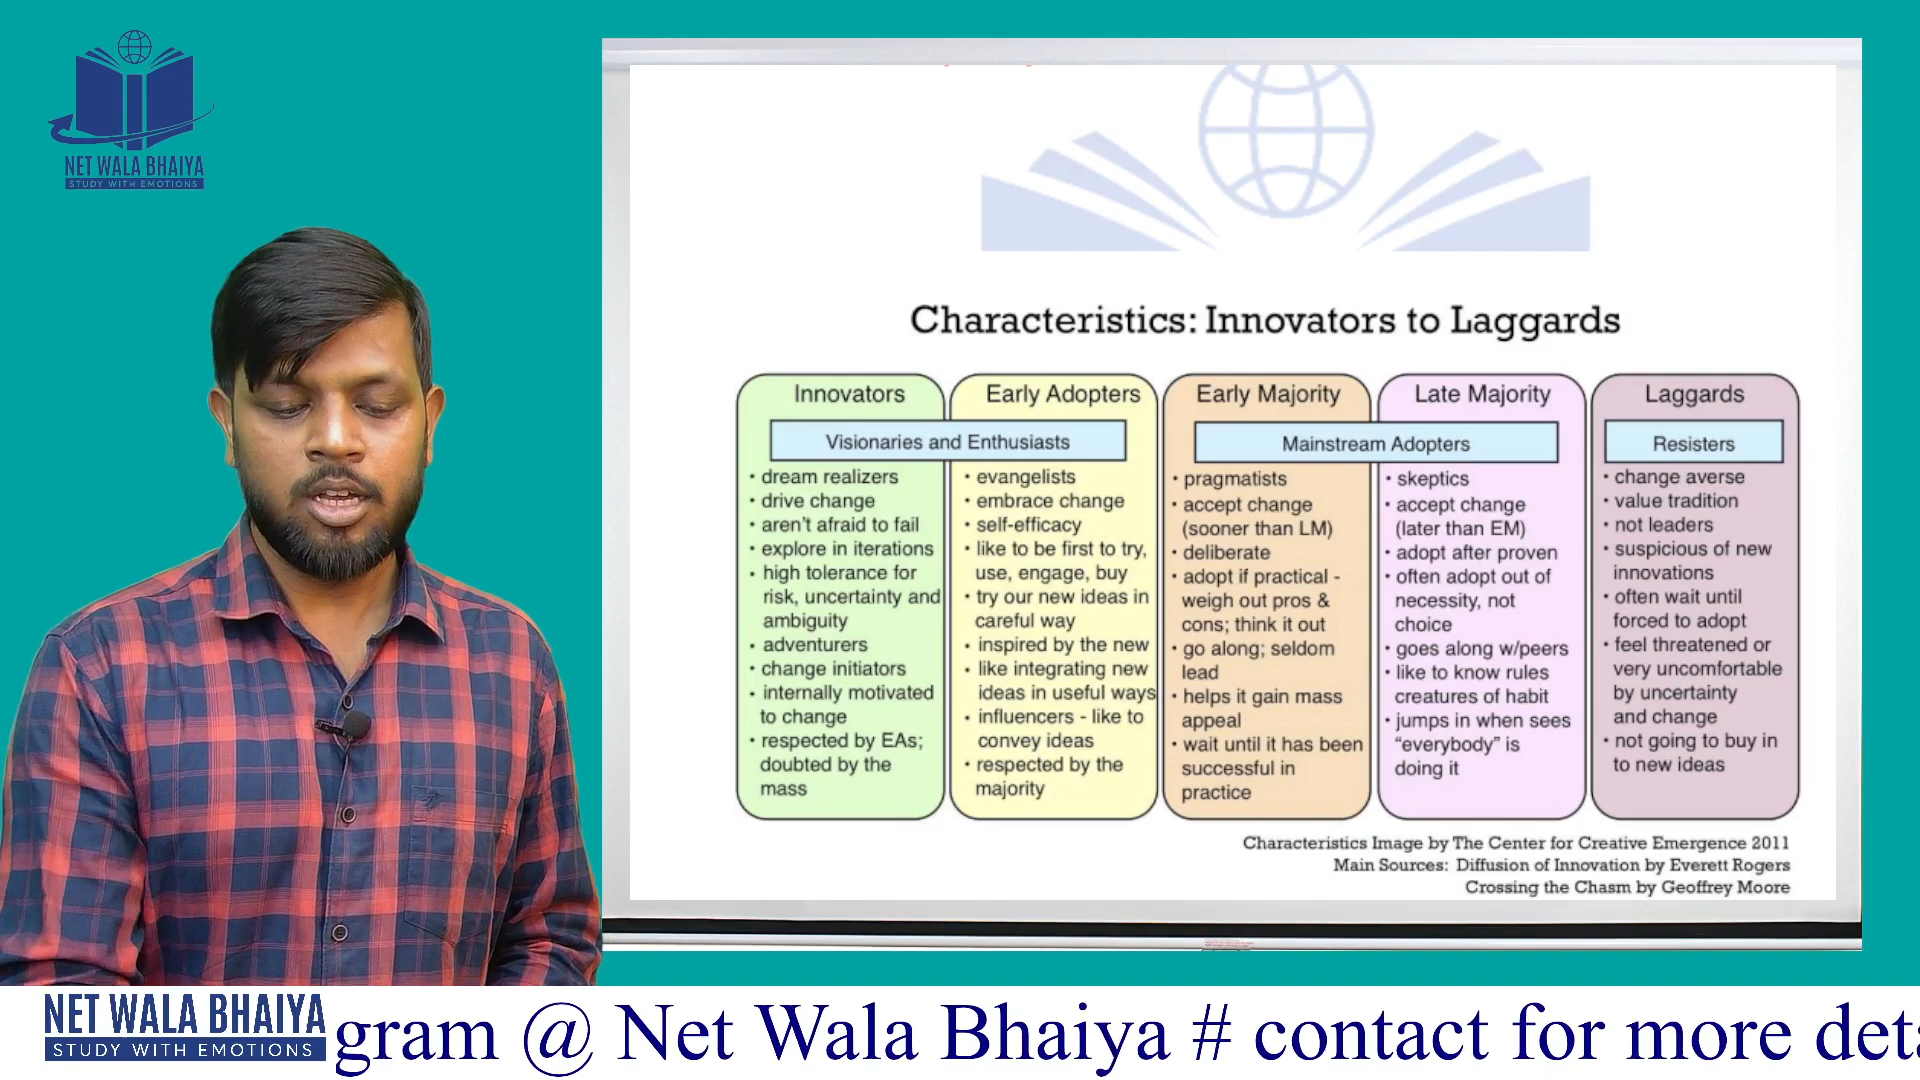 NET WALA BHAIYA
STUDY WITH EMOTIONS
Characteristics: Innovators to Laggards
Innovators
Early Adopters
Visionaries and Enthusiasts
• dream realizers
• drive change
• aren't afraid to fail
• explore in iterations
• high tolerance for
risk, uncertainty and
ambiguity
• adventurers
• change initiators
• internally motivated
to change
• respected by EAs;
doubted by the
mass
• evangelists
• embrace change
• self-efficacy
• like to be first to try,
use, engage, buy
• try our new ideas in
careful way
• inspired by the new
• like integrating new
ideas in useful ways
• influencers - like to
convey ideas
• respected by the
majority
Early Majority
Late Majority
Mainstream Adopters
• pragmatists
• accept change
(sooner than LM)
• deliberate
• adopt if practical -
weigh out pros &
cons; think it out
• go along; seldom
lead
• helps it gain mass
appeal
• wait until it has been
successful in
practice
• skeptics
• accept change
(later than EM)
• adopt after proven
• often adopt out of
necessity, not
choice
• goes along w/peers
• like to know rules
creatures of habit
• jumps in when sees
“everybody” is
doing it
Laggards
Resisters
• change averse
• value tradition
• not leaders
• suspicious of new
innovations
• often wait until
forced to adopt
• feel threatened or
very uncomfortable
by uncertainty
and change
• not going to buy in
to new ideas
Characteristics Image by The Center for Creative Emergence 2011
Main Sources: Diffusion of Innovation by Everett Rogers
Crossing the Chasm by Geoffrey Moore
NET WALA BHAIYA
STUDY WITH EMOTIONS
gram @ Net Wala Bhaiya # contact for more deta